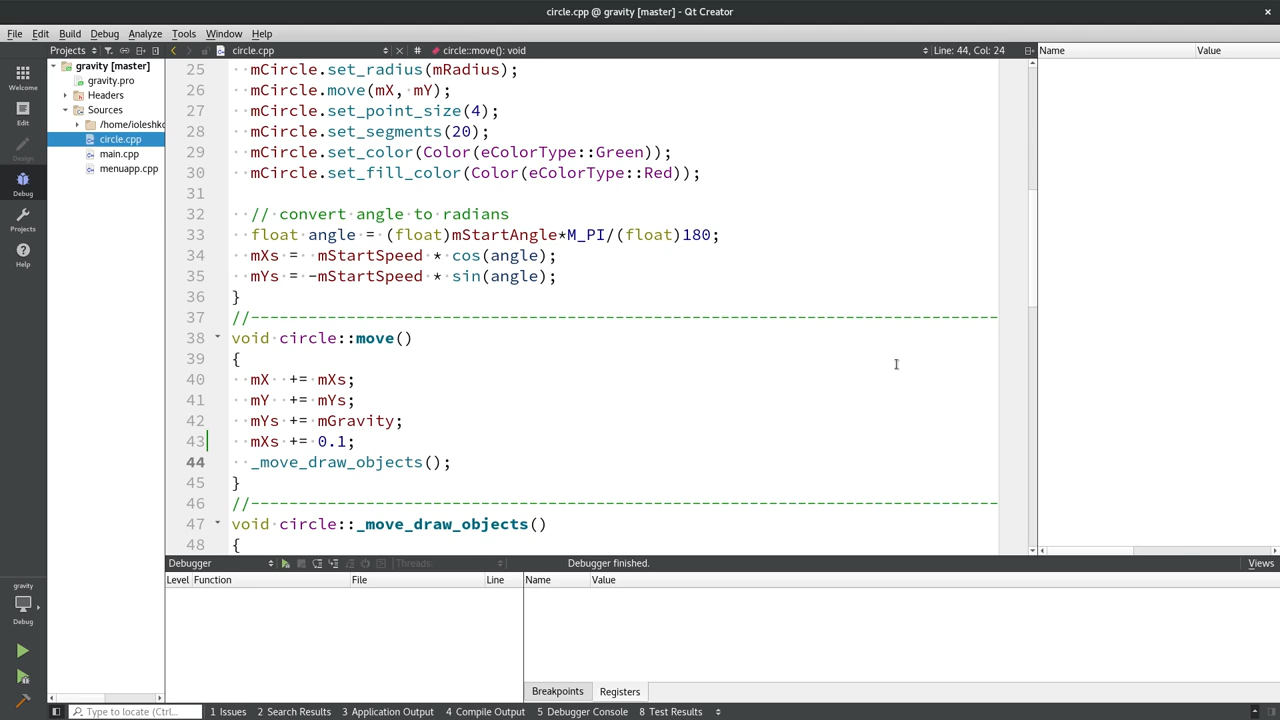 circle.cpp @ gravity [master] - Qt Creator
File Edit Build Debug Analyze Tools Window Help
Projects circle.cpp # circle::move(): void Line: 44, Col: 24 Name Value
Welcome
Edit
Design
Debug
Projects
Help
gravity
Debug
gravity [master]
gravity.pro
Headers
Sources
/home/ioleshko
circle.cpp
main.cpp
menuapp.cpp
25 mCircle.set_radius(mRadius);
26 mCircle.move(mX, mY);
27 mCircle.set_point_size(4);
28 mCircle.set_segments(20);
29 mCircle.set_color(Color(eColorType::Green));
30 mCircle.set_fill_color(Color(eColorType::Red));
31
32 // convert angle to radians
33 float angle = (float)mStartAngle*M_PI/(float)180;
34 mXs = mStartSpeed * cos(angle);
35 mYs = -mStartSpeed * sin(angle);
36 }
37 //------------------------------------------------------------------------------
38 void circle::move()
39 {
40 mX += mXs;
41 mY += mYs;
42 mYs += mGravity;
43 mXs += 0.1;
44 _move_draw_objects();
45 }
46 //------------------------------------------------------------------------------
47 void circle::_move_draw_objects()
48 {
Debugger Threads: Debugger finished. Views
Level Function File Line Name Value
Breakpoints Registers
Type to locate (Ctrl... 1 Issues 2 Search Results 3 Application Output 4 Compile Output 5 Debugger Console 8 Test Results